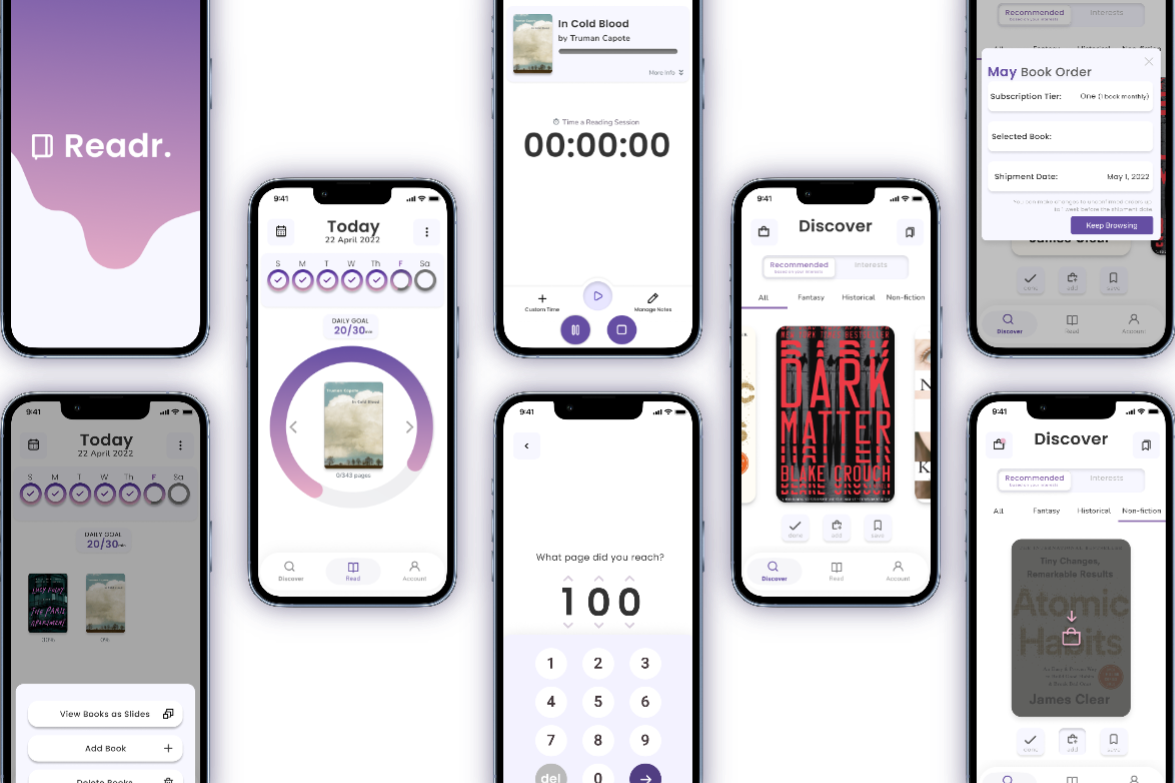 Readr.
9:41
Today
22 April 2022
S M T W Th F Sa
DAILY GOAL
20/30
30%
0%
View Books as Slides
Add Book
Delete Books
9:41
Today
22 April 2022
S M T W Th F Sa
DAILY GOAL
20/30
Truman Capote
In Cold Blood
0/343 pages
Discover Read Account
In Cold Blood
by Truman Capote
More Info
Time a Reading Session
00:00:00
Custom Time
Manage Notes
9:41
What page did you reach?
100
1 2 3
4 5 6
7 8 9
del 0
9:41
Discover
Recommended
Based on your interests
Interests
All Fantasy Historical Non-fiction
DARK
MATTER
BLAKE CROUCH
done add save
Discover Read Account
Recommended
Based on your interests
Interests
May Book Order
Subscription Tier: One (1 book monthly)
Selected Book:
Shipment Date: May 1, 2022
Keep Browsing
James Clear
add save
Discover Read Account
9:41
Discover
Recommended
Based on your interests
Interests
All Fantasy Historical Non-fiction
Tiny Changes,
Remarkable Results
Atomic
Habits
James Clear
add save